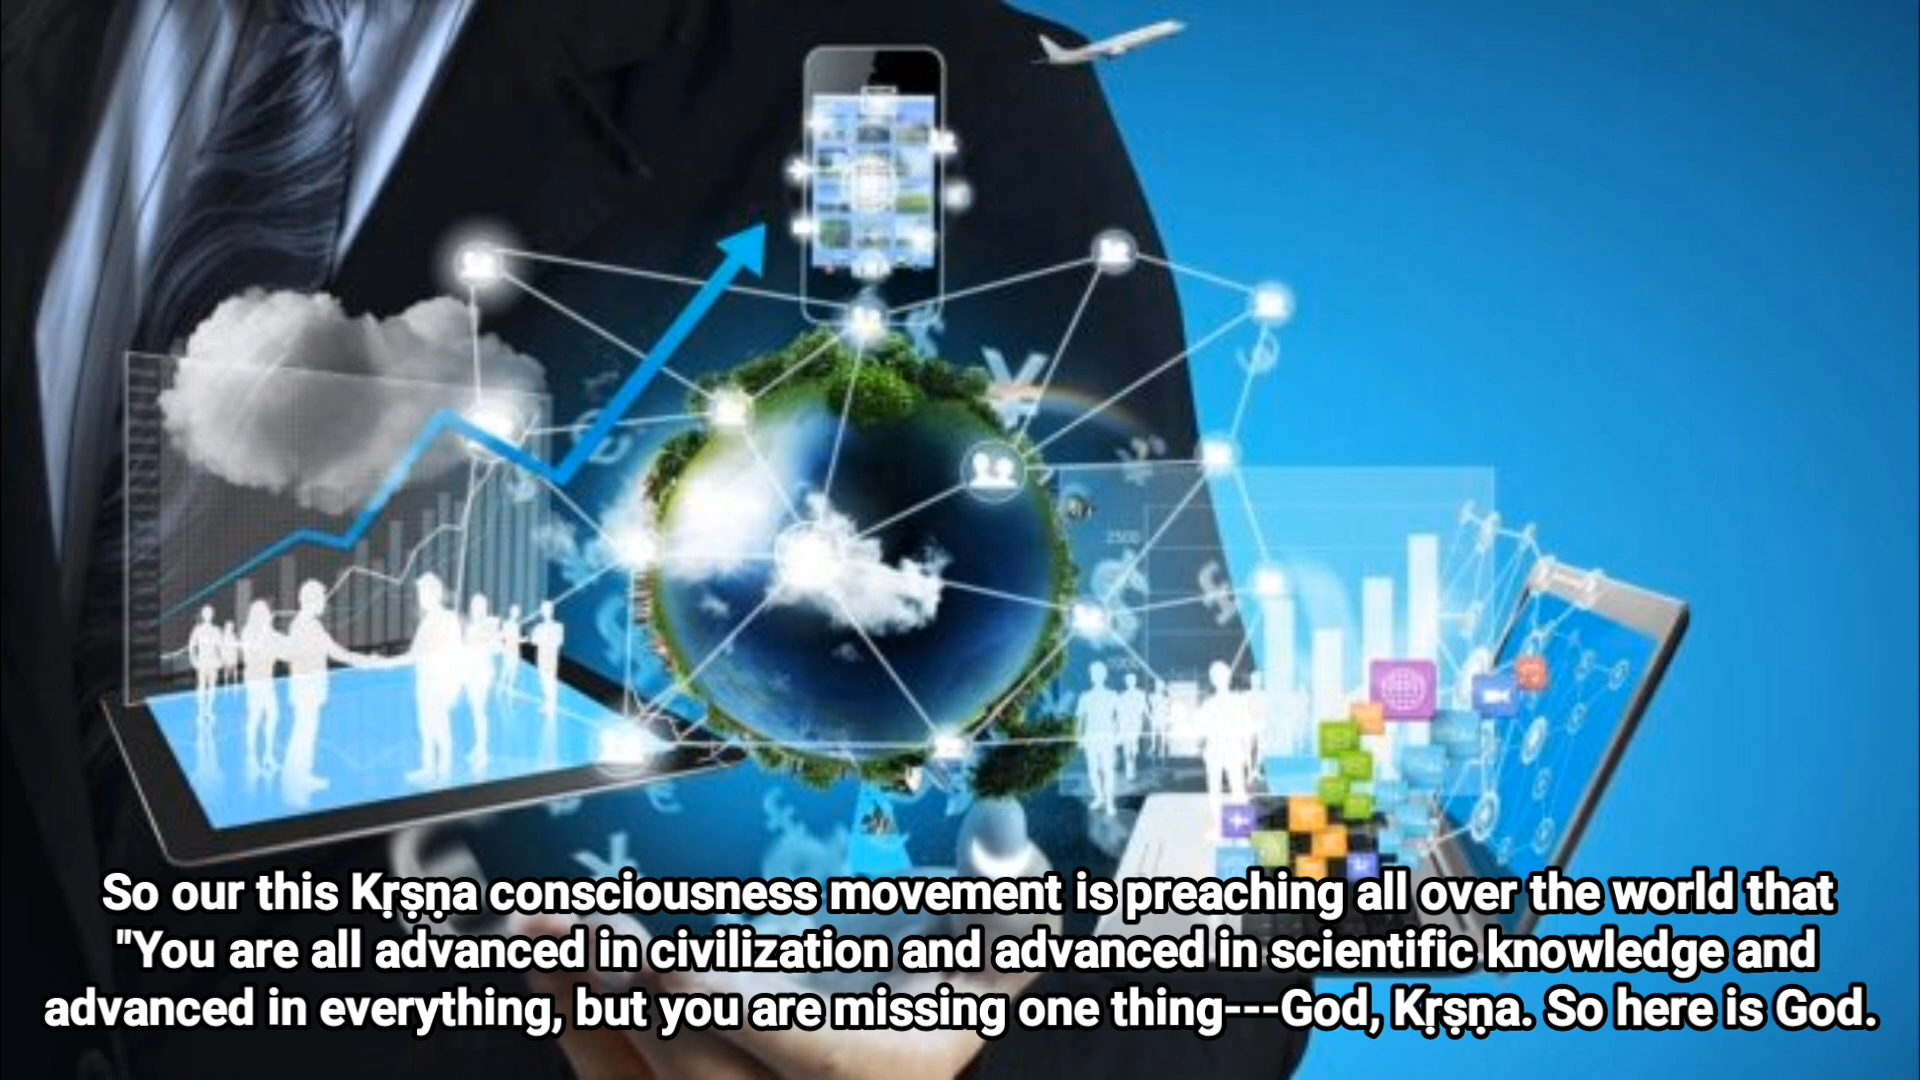 2500
So our this Kṛṣṇa consciousness movement is preaching all over the world that
"You are all advanced in civilization and advanced in scientific knowledge and
advanced in everything, but you are missing one thing---God, Kṛṣṇa. So here is God.